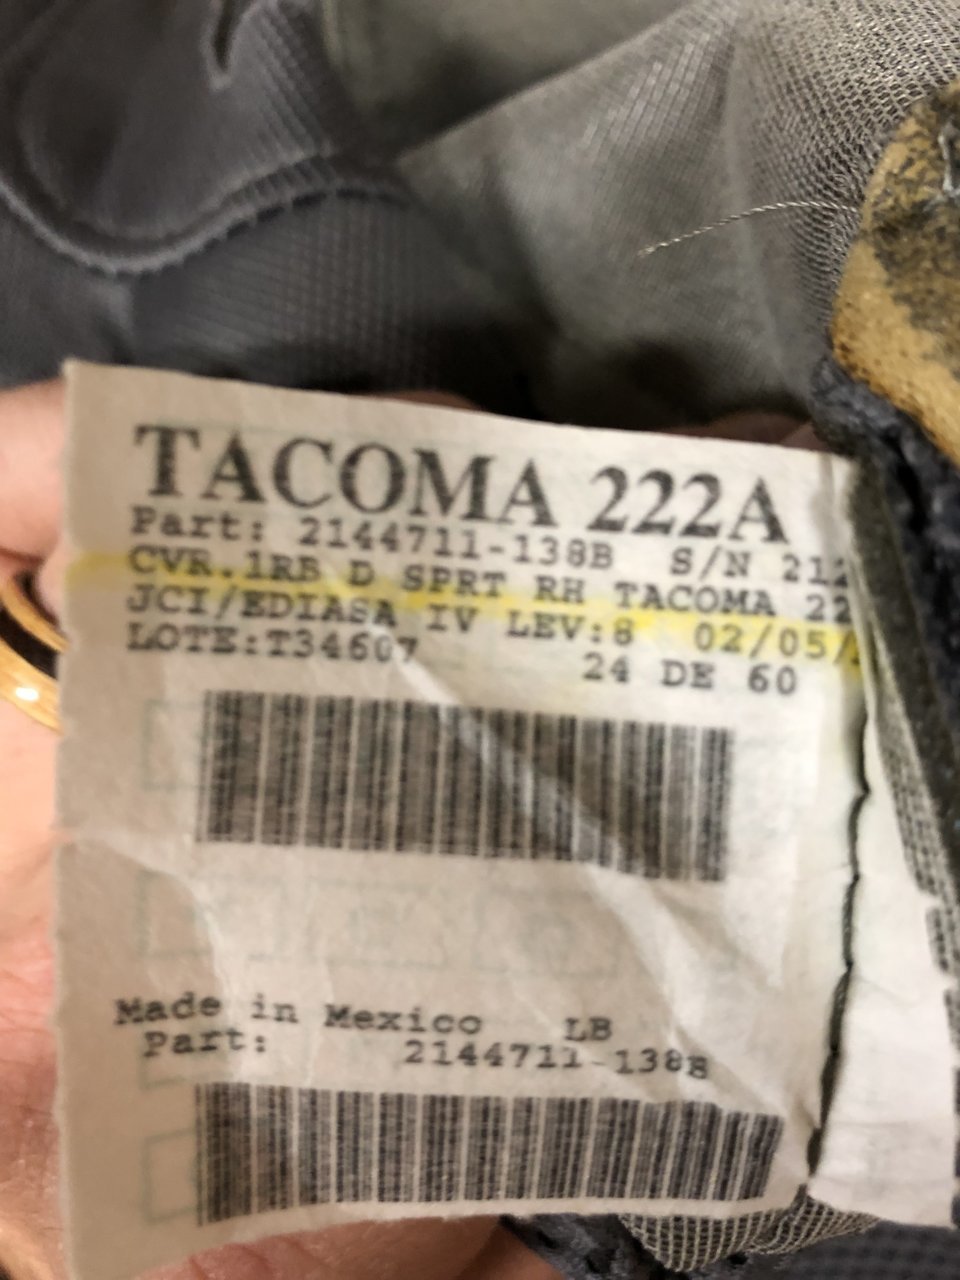 TACOMA 222A
Part: 2144711-138B S/N 212
CVR.1RB D SPRT RH TACOMA 22
JCI/EDIASA IV LEV:8 02/05/
LOTE:T34607 24 DE 60
Made in Mexico LB
Part: 2144711-138B